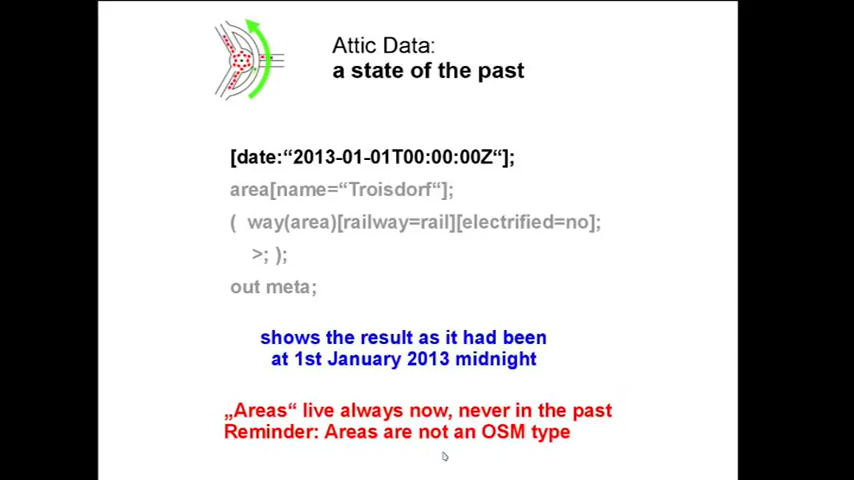 Attic Data:
a state of the past
[date:“2013-01-01T00:00:00Z“];
area[name=“Troisdorf“];
( way(area)[railway=rail][electrified=no];
>; );
out meta;
shows the result as it had been
at 1st January 2013 midnight
„Areas“ live always now, never in the past
Reminder: Areas are not an OSM type